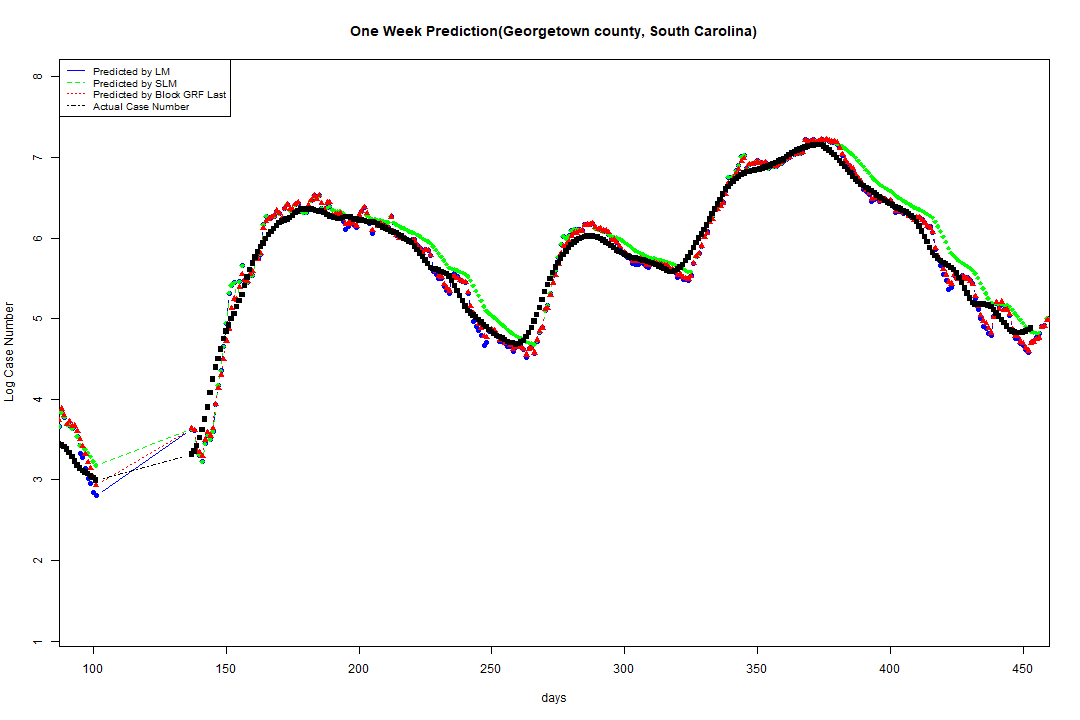 One Week Prediction(Georgetown county, South Carolina)
Predicted by LM
Predicted by SLM
Predicted by Block GRF Last
Actual Case Number
8
7
6
5
4
3
2
1
Log Case Number
100 150 200 250 300 350 400 450
days